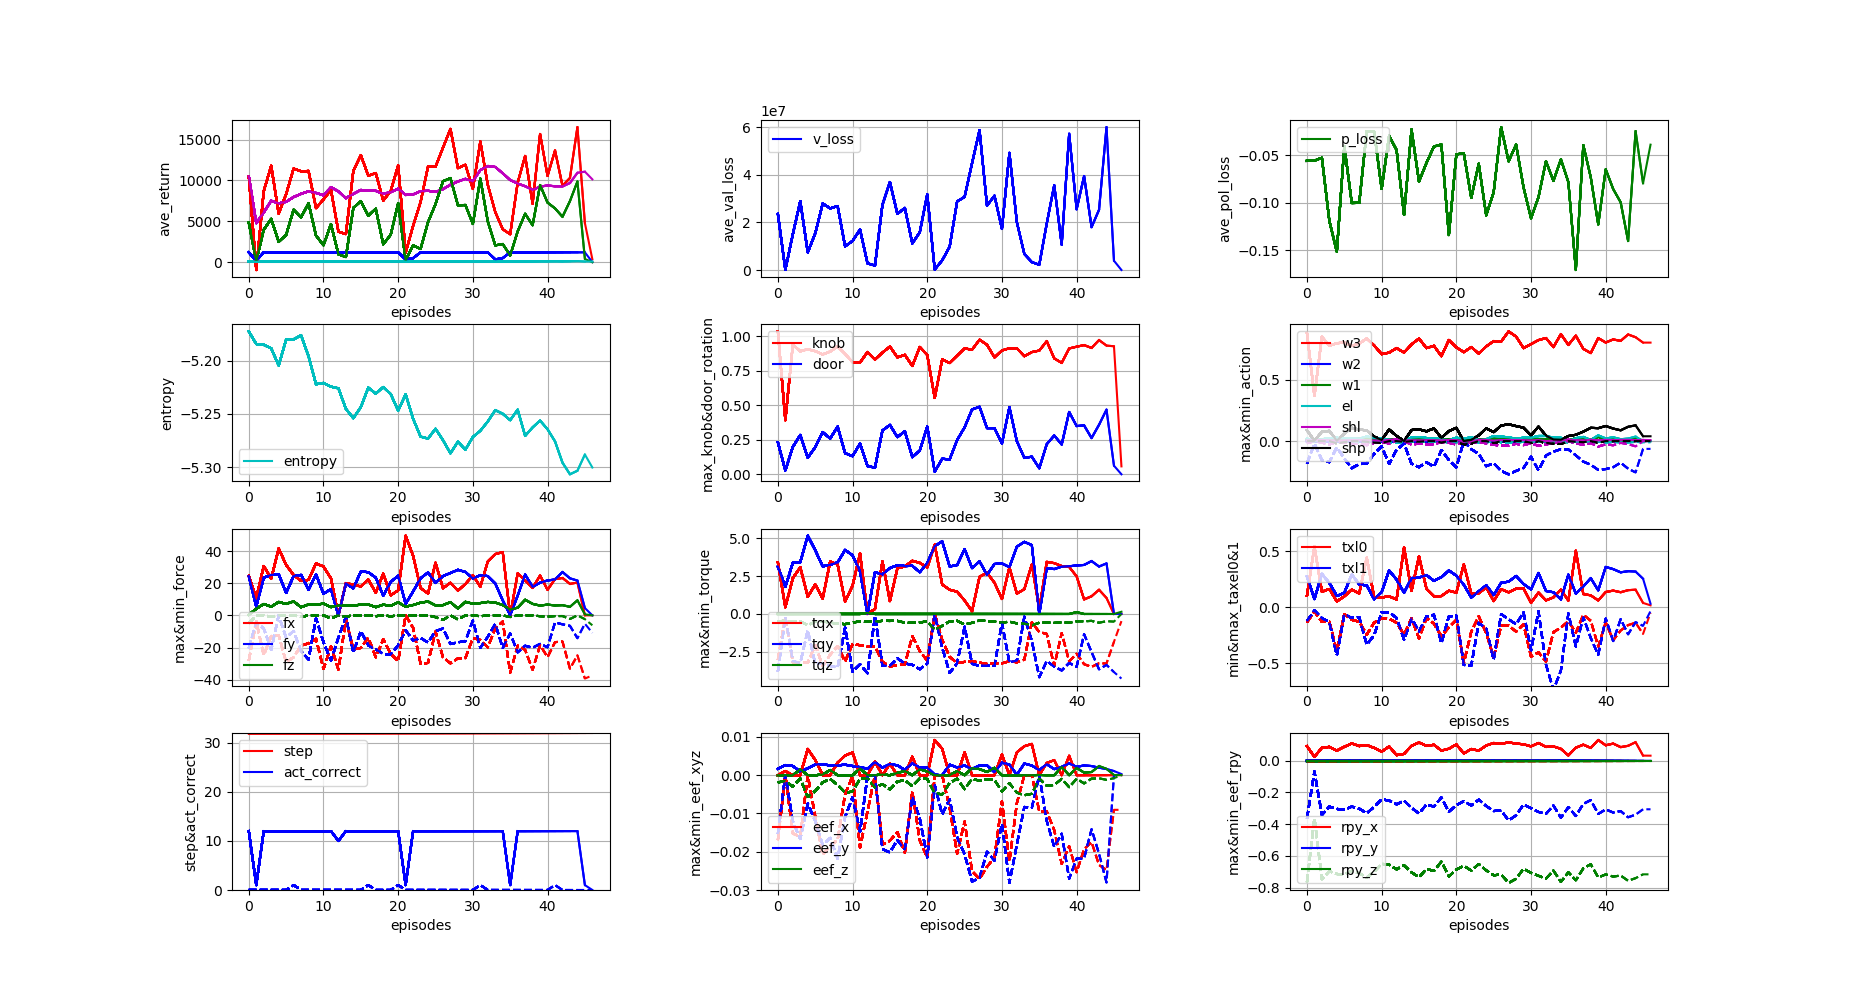 ave_return
15000
10000
5000
0
0 10 20 30 40
episodes
1e7
ave_val_loss
6
4
2
0
v_loss
0 10 20 30 40
episodes
ave_pol_loss
−0.05
−0.10
−0.15
p_loss
0 10 20 30 40
episodes
entropy
−5.20
−5.25
−5.30
entropy
0 10 20 30 40
episodes
max_knob&door_rotation
1.00
0.75
0.50
0.25
0.00
knob
door
0 10 20 30 40
episodes
max&min_action
0.5
0.0
w3
w2
w1
el
shl
shp
0 10 20 30 40
episodes
max&min_force
40
20
0
−20
−40
fx
fy
fz
0 10 20 30 40
episodes
max&min_torque
5.0
2.5
0.0
−2.5
tqx
tqy
tqz
0 10 20 30 40
episodes
min&max_taxel0&1
0.5
0.0
−0.5
txl0
txl1
0 10 20 30 40
episodes
step&act_correct
30
20
10
0
step
act_correct
0 10 20 30 40
episodes
max&min_eef_xyz
0.01
0.00
−0.01
−0.02
−0.03
eef_x
eef_y
eef_z
0 10 20 30 40
episodes
max&min_eef_rpy
0.0
−0.2
−0.4
−0.6
−0.8
rpy_x
rpy_y
rpy_z
0 10 20 30 40
episodes